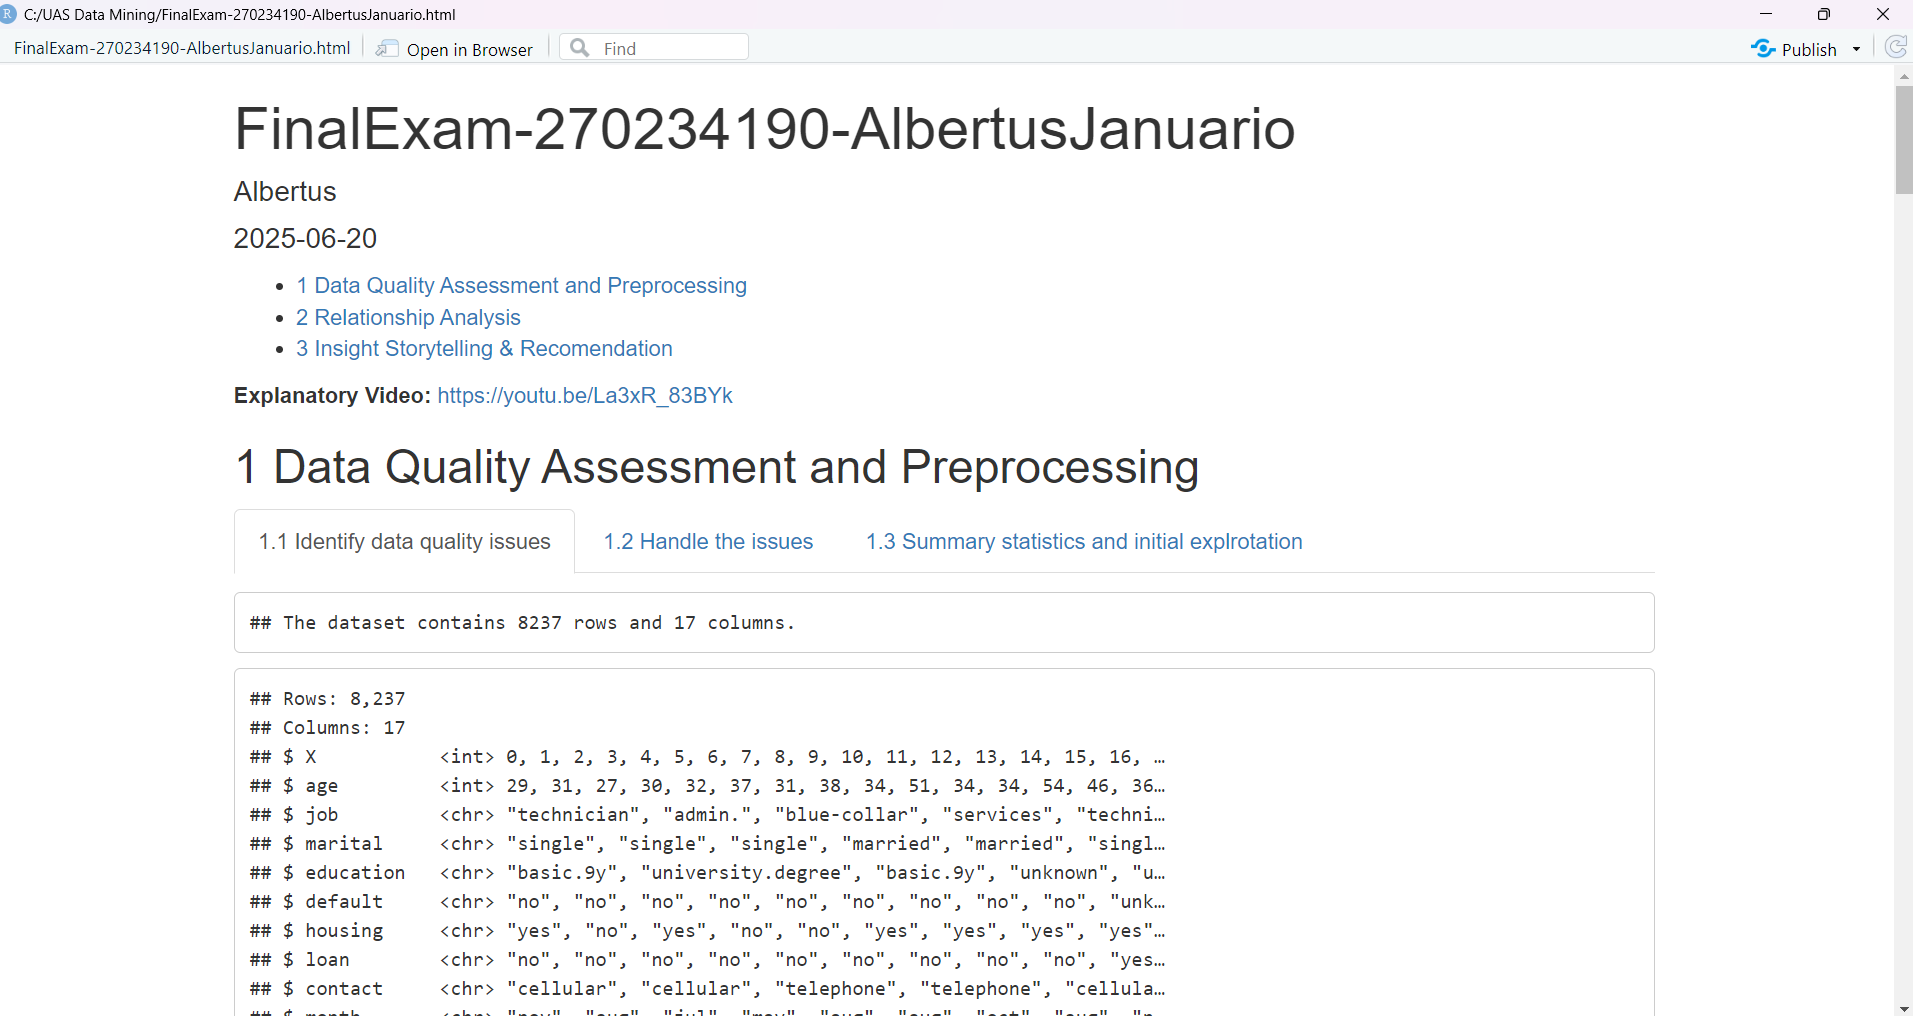 R C:/UAS Data Mining/FinalExam-270234190-AlbertusJanuario.html
FinalExam-270234190-AlbertusJanuario.html Open in Browser Find Publish
FinalExam-270234190-AlbertusJanuario
Albertus
2025-06-20
• 1 Data Quality Assessment and Preprocessing
• 2 Relationship Analysis
• 3 Insight Storytelling & Recomendation
Explanatory Video: https://youtu.be/La3xR_83BYk
1 Data Quality Assessment and Preprocessing
1.1 Identify data quality issues 1.2 Handle the issues 1.3 Summary statistics and initial explrotation
## The dataset contains 8237 rows and 17 columns.
## Rows: 8,237
## Columns: 17
## $ X <int> 0, 1, 2, 3, 4, 5, 6, 7, 8, 9, 10, 11, 12, 13, 14, 15, 16, …
## $ age <int> 29, 31, 27, 30, 32, 37, 31, 38, 34, 51, 34, 34, 54, 46, 36…
## $ job <chr> "technician", "admin.", "blue-collar", "services", "techni…
## $ marital <chr> "single", "single", "single", "married", "married", "singl…
## $ education <chr> "basic.9y", "university.degree", "basic.9y", "unknown", "u…
## $ default <chr> "no", "no", "no", "no", "no", "no", "no", "no", "no", "unk…
## $ housing <chr> "yes", "no", "yes", "no", "no", "yes", "yes", "yes", "yes"…
## $ loan <chr> "no", "no", "no", "no", "no", "no", "no", "no", "no", "yes…
## $ contact <chr> "cellular", "cellular", "telephone", "telephone", "cellula…